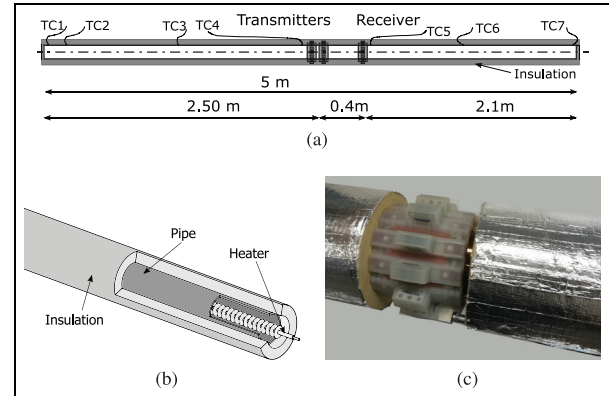 TC1 TC2 TC3 TC4 Transmitters Receiver TC5 TC6 TC7
Insulation
5 m
2.50 m 0.4m 2.1m
(a)
Pipe
Heater
Insulation
(b) (c)